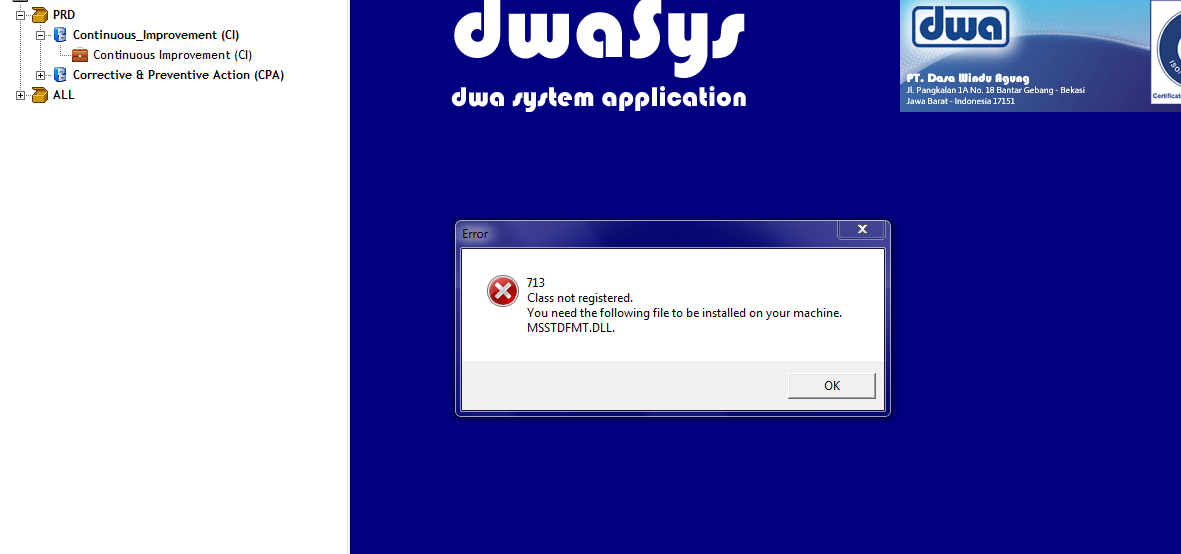 PRD
Continuous_Improvement (CI)
Continuous Improvement (CI)
Corrective & Preventive Action (CPA)
ALL
dwaSys
dwa system application
dwa
PT. Dasa Windu Agung
Jl. Pangkalan 1A No. 18 Bantar Gebang - Bekasi
Jawa Barat - Indonesia 17151
Error
713
Class not registered.
You need the following file to be installed on your machine.
MSSTDFMT.DLL.
OK